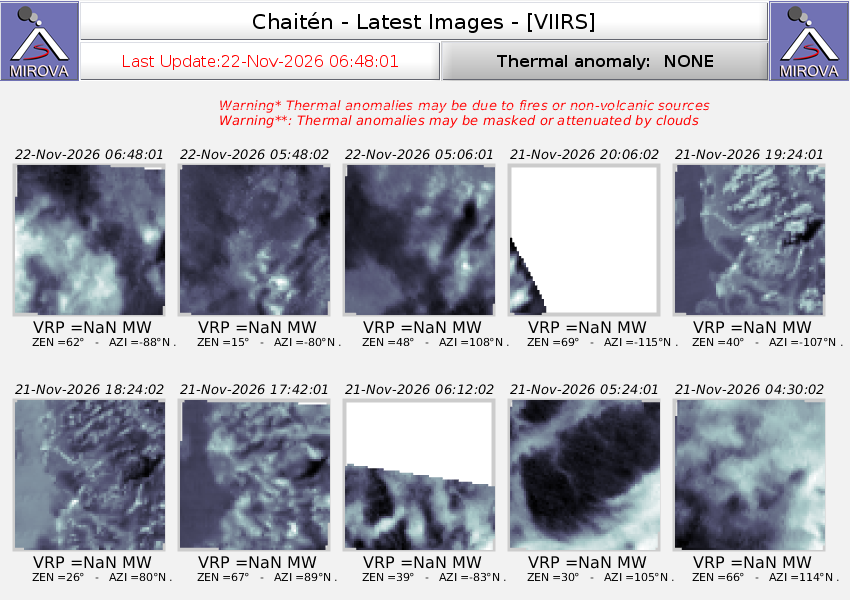 Chaitén - Latest Images - [VIIRS]
MIROVA
Last Update:22-Nov-2026 06:48:01
Thermal anomaly: NONE
MIROVA
Warning* Thermal anomalies may be due to fires or non-volcanic sources
Warning**: Thermal anomalies may be masked or attenuated by clouds
22-Nov-2026 06:48:01 22-Nov-2026 05:48:02 22-Nov-2026 05:06:01 21-Nov-2026 20:06:02 21-Nov-2026 19:24:01
VRP =NaN MW VRP =NaN MW VRP =NaN MW VRP =NaN MW VRP =NaN MW
ZEN =62° - AZI =-88°N . ZEN =15° - AZI =-80°N . ZEN =48° - AZI =108°N . ZEN =69° - AZI =-115°N . ZEN =40° - AZI =-107°N .
21-Nov-2026 18:24:02 21-Nov-2026 17:42:01 21-Nov-2026 06:12:02 21-Nov-2026 05:24:01 21-Nov-2026 04:30:02
VRP =NaN MW VRP =NaN MW VRP =NaN MW VRP =NaN MW VRP =NaN MW
ZEN =26° - AZI =80°N . ZEN =67° - AZI =89°N . ZEN =39° - AZI =-83°N . ZEN =30° - AZI =105°N . ZEN =66° - AZI =114°N .